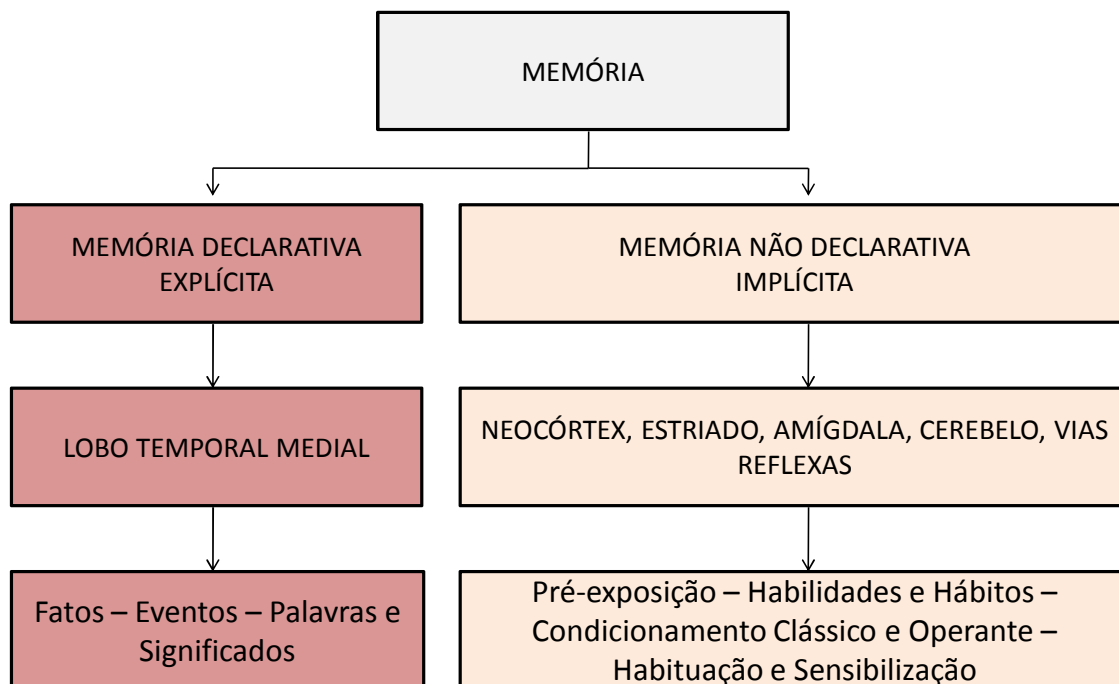 MEMÓRIA
MEMÓRIA DECLARATIVA
EXPLÍCITA
MEMÓRIA NÃO DECLARATIVA
IMPLÍCITA
LOBO TEMPORAL MEDIAL
NEOCÓRTEX, ESTRIADO, AMÍGDALA, CEREBELO, VIAS
REFLEXAS
Fatos – Eventos – Palavras e
Significados
Pré-exposição – Habilidades e Hábitos –
Condicionamento Clássico e Operante –
Habituação e Sensibilização